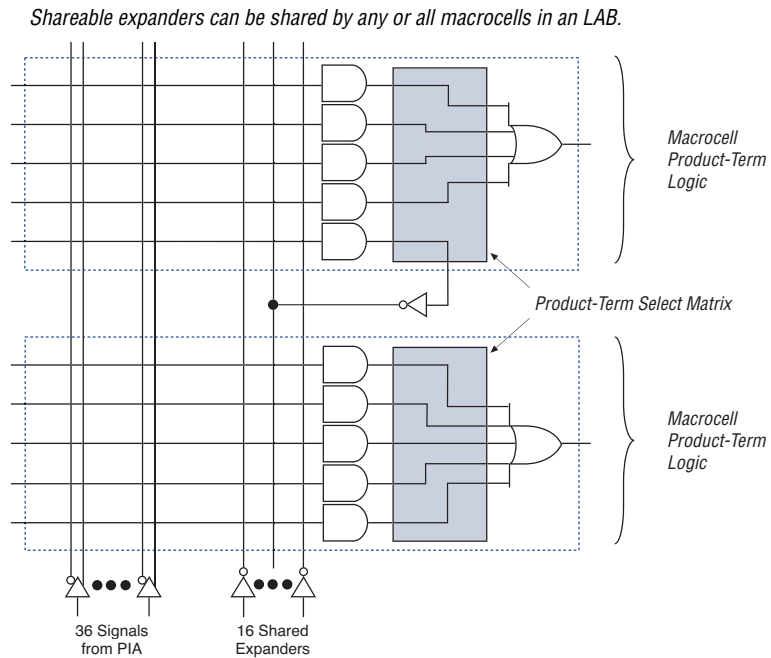 Shareable expanders can be shared by any or all macrocells in an LAB.
Macrocell
Product-Term
Logic
Product-Term Select Matrix
Macrocell
Product-Term
Logic
36 Signals
from PIA
16 Shared
Expanders